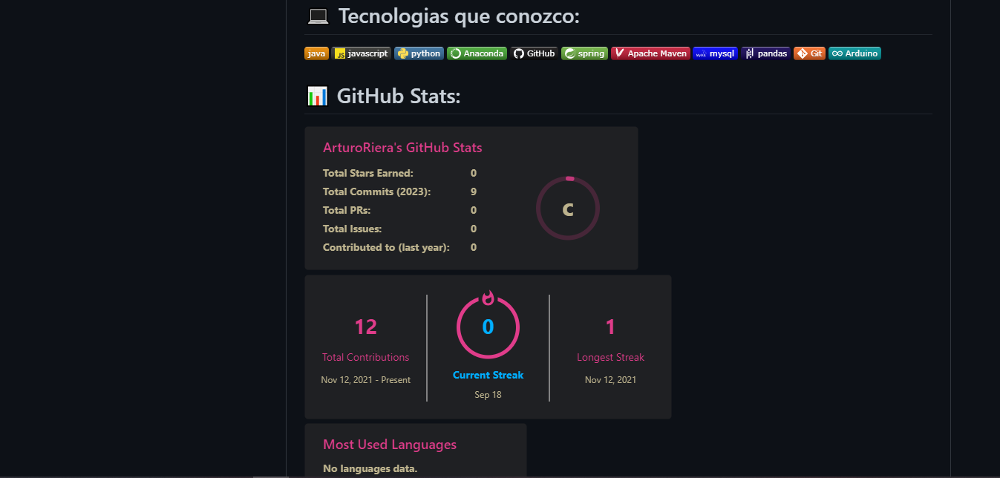 Tecnologias que conozco:
java JS javascript python Anaconda GitHub spring Apache Maven MySQL mysql pandas Git Arduino
GitHub Stats:
ArturoRiera's GitHub Stats
Total Stars Earned: 0
Total Commits (2023): 9
Total PRs: 0
Total Issues: 0
Contributed to (last year): 0
C
12
Total Contributions
Nov 12, 2021 - Present
0
Current Streak
Sep 18
1
Longest Streak
Nov 12, 2021
Most Used Languages
No languages data.